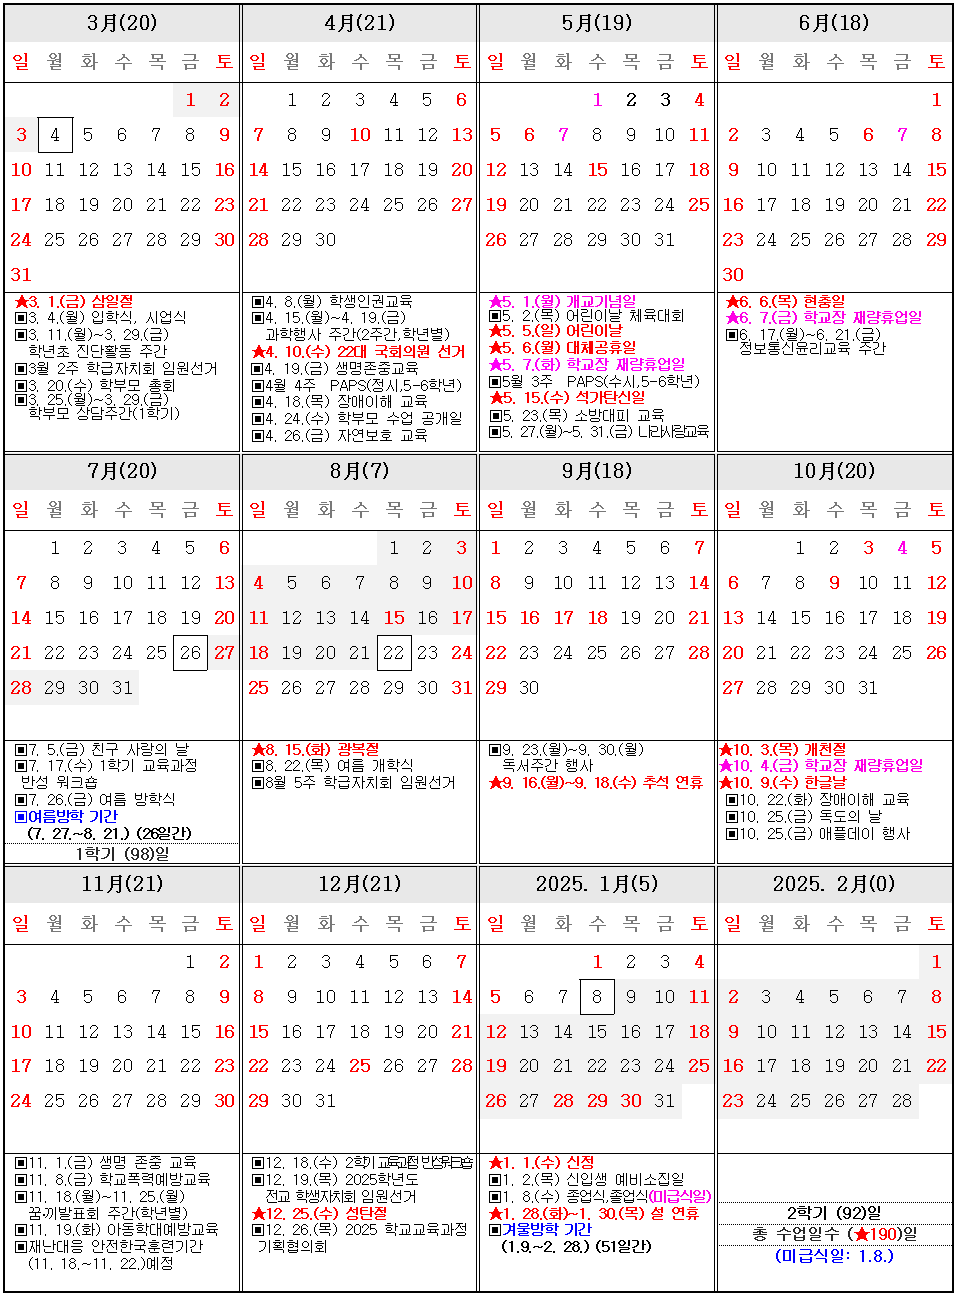 3月(20)
일 월 화 수 목 금 토
1 2
3 4 5 6 7 8 9
10 11 12 13 14 15 16
17 18 19 20 21 22 23
24 25 26 27 28 29 30
31
★3. 1.(금) 삼일절
▣3. 4.(월) 입학식, 시업식
▣3. 11.(월)~3. 29.(금)
학년초 진단활동 주간
▣3월 2주 학급자치회 임원선거
▣3. 20.(수) 학부모 총회
▣3. 25.(월)~3. 29.(금)
학부모 상담주간(1학기)
4月(21)
일 월 화 수 목 금 토
1 2 3 4 5 6
7 8 9 10 11 12 13
14 15 16 17 18 19 20
21 22 23 24 25 26 27
28 29 30
▣4. 8.(월) 학생인권교육
▣4. 15.(월)~4. 19.(금)
과학행사 주간(2주간,학년별)
★4. 10.(수) 22대 국회의원 선거
▣4. 19.(금) 생명존중교육
▣4월 4주 PAPS(정시,5-6학년)
▣4. 18.(목) 장애이해 교육
▣4. 24.(수) 학부모 수업 공개일
▣4. 26.(금) 자연보호 교육
5月(19)
일 월 화 수 목 금 토
1 2 3 4
5 6 7 8 9 10 11
12 13 14 15 16 17 18
19 20 21 22 23 24 25
26 27 28 29 30 31
★5. 1.(월) 개교기념일
▣5. 2.(목) 어린이날 체육대회
★5. 5.(일) 어린이날
★5. 6.(월) 대체공휴일
★5. 7.(화) 학교장 재량휴업일
▣5월 3주 PAPS(수시,5-6학년)
★5. 15.(수) 석가탄신일
▣5. 23.(목) 소방대피 교육
▣5. 27.(월)~5. 31.(금) 나라사랑교육
6月(18)
일 월 화 수 목 금 토
1
2 3 4 5 6 7 8
9 10 11 12 13 14 15
16 17 18 19 20 21 22
23 24 25 26 27 28 29
30
★6. 6.(목) 현충일
★6. 7.(금) 학교장 재량휴업일
▣6. 17.(월)~6. 21.(금)
정보통신윤리교육 주간
7月(20)
일 월 화 수 목 금 토
1 2 3 4 5 6
7 8 9 10 11 12 13
14 15 16 17 18 19 20
21 22 23 24 25 26 27
28 29 30 31
▣7. 5.(금) 친구 사랑의 날
▣7. 17.(수) 1학기 교육과정
반성 워크숍
▣7. 26.(금) 여름 방학식
▣여름방학 기간
(7. 27.~8. 21.) (26일간)
1학기 (98)일
8月(7)
일 월 화 수 목 금 토
1 2 3
4 5 6 7 8 9 10
11 12 13 14 15 16 17
18 19 20 21 22 23 24
25 26 27 28 29 30 31
★8. 15.(화) 광복절
▣8. 22.(목) 여름 개학식
▣8월 5주 학급자치회 임원선거
9月(18)
일 월 화 수 목 금 토
1 2 3 4 5 6 7
8 9 10 11 12 13 14
15 16 17 18 19 20 21
22 23 24 25 26 27 28
29 30
▣9. 23.(월)~9. 30.(월)
독서주간 행사
★9. 16.(월)~9. 18.(수) 추석 연휴
10月(20)
일 월 화 수 목 금 토
1 2 3 4 5
6 7 8 9 10 11 12
13 14 15 16 17 18 19
20 21 22 23 24 25 26
27 28 29 30 31
★10. 3.(목) 개천절
★10. 4.(금) 학교장 재량휴업일
★10. 9.(수) 한글날
▣10. 22.(화) 장애이해 교육
▣10. 25.(금) 독도의 날
▣10. 25.(금) 애플데이 행사
11月(21)
일 월 화 수 목 금 토
1 2
3 4 5 6 7 8 9
10 11 12 13 14 15 16
17 18 19 20 21 22 23
24 25 26 27 28 29 30
▣11. 1.(금) 생명 존중 교육
▣11. 8.(금) 학교폭력예방교육
▣11. 18.(월)~11. 25.(월)
꿈·끼발표회 주간(학년별)
▣11. 19.(화) 아동학대예방교육
▣재난대응 안전한국훈련기간
(11. 18.~11. 22.)예정
12月(21)
일 월 화 수 목 금 토
1 2 3 4 5 6 7
8 9 10 11 12 13 14
15 16 17 18 19 20 21
22 23 24 25 26 27 28
29 30 31
▣12. 18.(수) 2학기 교육과정 반성 워크숍
▣12. 19.(목) 2025학년도
전교 학생자치회 임원선거
★12. 25.(수) 성탄절
▣12. 26.(목) 2025 학교교육과정
기획협의회
2025. 1月(5)
일 월 화 수 목 금 토
1 2 3 4
5 6 7 8 9 10 11
12 13 14 15 16 17 18
19 20 21 22 23 24 25
26 27 28 29 30 31
★1. 1.(수) 신정
▣1. 2.(목) 신입생 예비소집일
▣1. 8.(수) 종업식,졸업식(미급식일)
★1. 28.(화)~1. 30.(목) 설 연휴
▣겨울방학 기간
(1.9.~2. 28.) (51일간)
2025. 2月(0)
일 월 화 수 목 금 토
1
2 3 4 5 6 7 8
9 10 11 12 13 14 15
16 17 18 19 20 21 22
23 24 25 26 27 28
2학기 (92)일
총 수업일수 (★190)일
(미급식일: 1.8.)